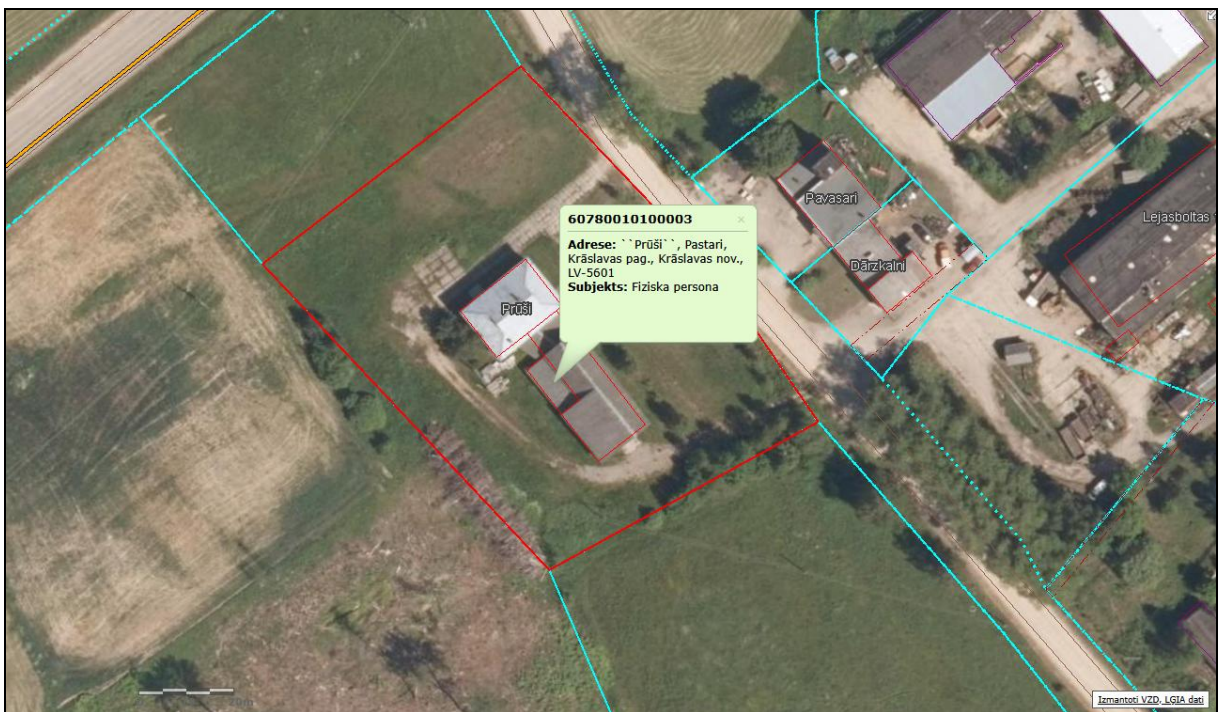 60780010100003
Adrese: ``Prūši``, Pastari,
Krāslavas pag., Krāslavas nov.,
LV-5601
Subjekts: Fiziska persona
Pavasari
Lejasboltas
Dārzkalni
Prūši
Izmantoti VZD, LĢIA dati